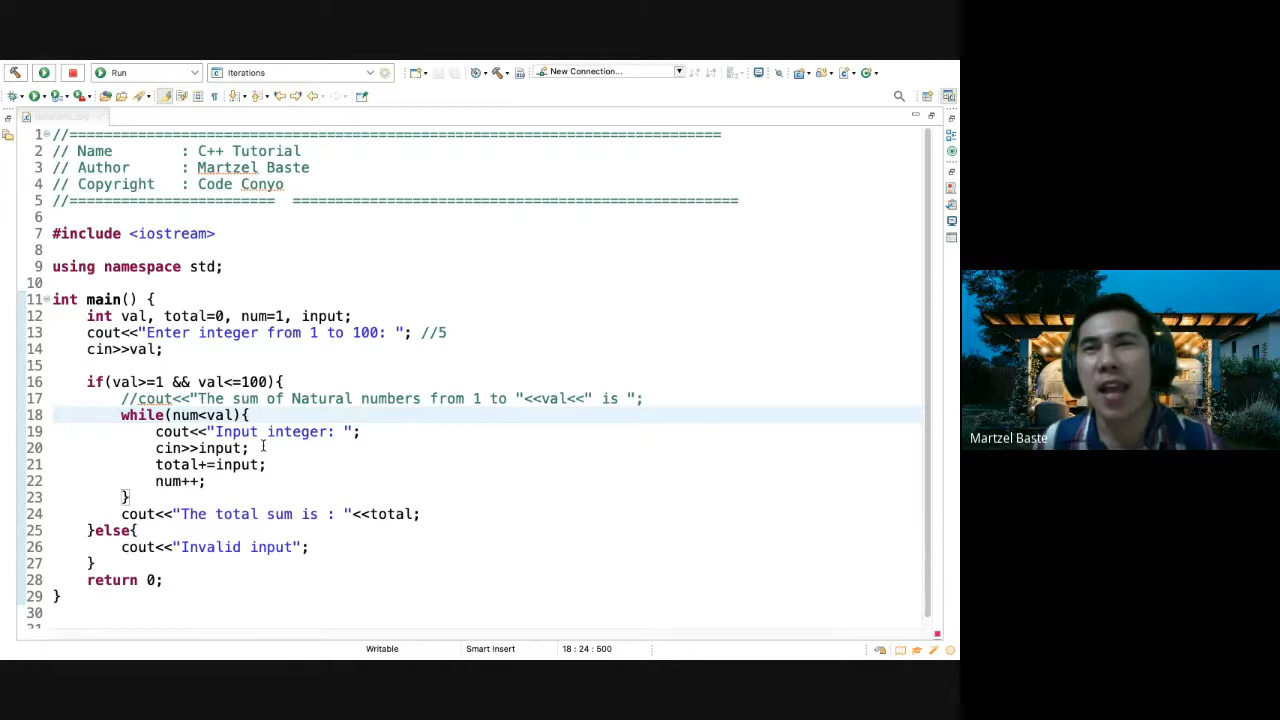 Run
Iterations
New Connection...
1 //===========================================================================
2 // Name : C++ Tutorial
3 // Author : Martzel Baste
4 // Copyright : Code Conyo
5 //======================== ====================================================
6
7 #include <iostream>
8
9 using namespace std;
10
11 int main() {
12 int val, total=0, num=1, input;
13 cout<<"Enter integer from 1 to 100: "; //5
14 cin>>val;
15
16 if(val>=1 && val<=100){
17 //cout<<"The sum of Natural numbers from 1 to "<<val<<" is ";
18 while(num<val){
19 cout<<"Input integer: ";
20 cin>>input;
21 total+=input;
22 num++;
23 }
24 cout<<"The total sum is : "<<total;
25 }else{
26 cout<<"Invalid input";
27 }
28 return 0;
29 }
30
31
Writable Smart Insert 18 : 24 : 500
Martzel Baste